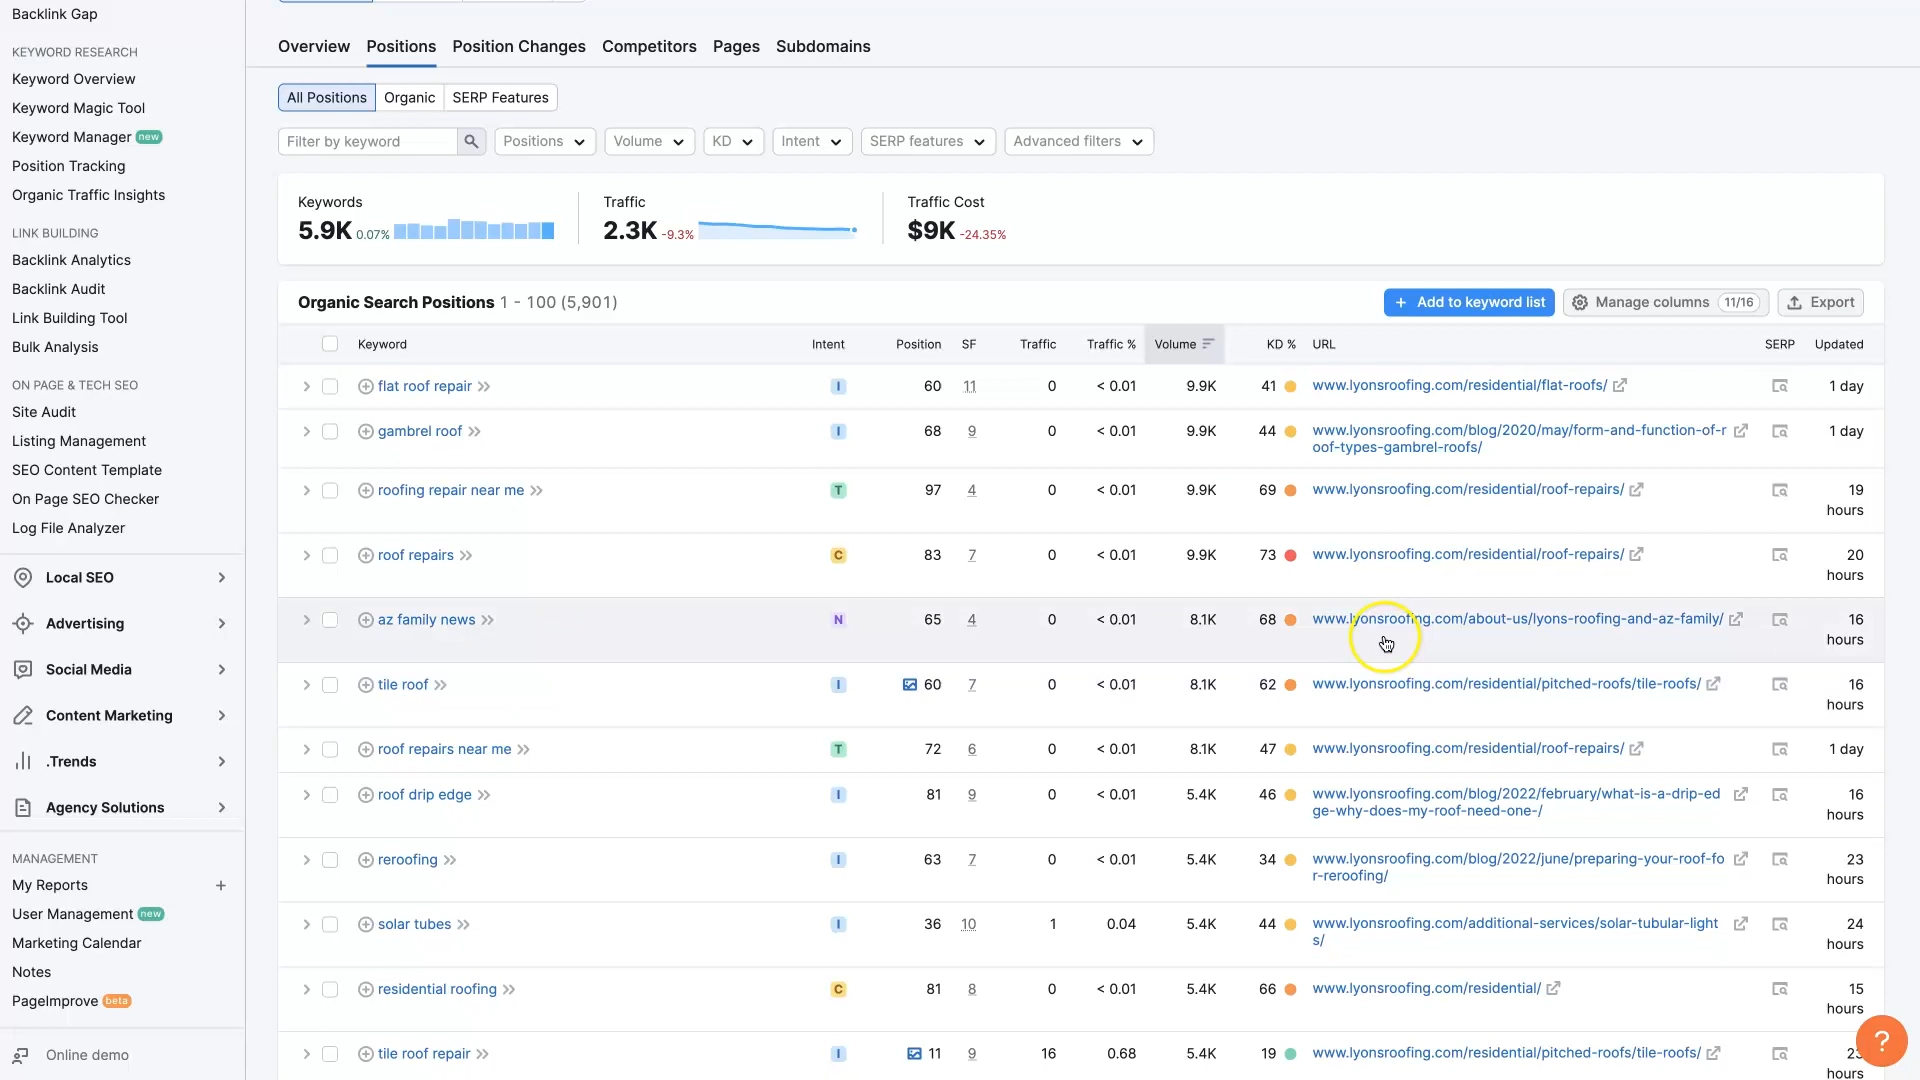 Backlink Gap
KEYWORD RESEARCH
Keyword Overview
Keyword Magic Tool
Keyword Manager new
Position Tracking
Organic Traffic Insights
LINK BUILDING
Backlink Analytics
Backlink Audit
Link Building Tool
Bulk Analysis
ON PAGE & TECH SEO
Site Audit
Listing Management
SEO Content Template
On Page SEO Checker
Log File Analyzer
Local SEO
Advertising
Social Media
Content Marketing
.Trends
Agency Solutions
MANAGEMENT
My Reports +
User Management new
Marketing Calendar
Notes
PageImprove beta
Online demo
Overview Positions Position Changes Competitors Pages Subdomains
All Positions Organic SERP Features
Filter by keyword Positions Volume KD Intent SERP features Advanced filters
Keywords Traffic Traffic Cost
5.9K 0.07% 2.3K -9.3% $9K -24.35%
Organic Search Positions 1 - 100 (5,901) + Add to keyword list Manage columns 11/16 Export
Keyword Intent Position SF Traffic Traffic % Volume KD % URL SERP Updated
flat roof repair I 60 11 0 < 0.01 9.9K 41 www.lyonsroofing.com/residential/flat-roofs/ 1 day
gambrel roof I 68 9 0 < 0.01 9.9K 44 www.lyonsroofing.com/blog/2020/may/form-and-function-of-r 1 day
oof-types-gambrel-roofs/
roofing repair near me T 97 4 0 < 0.01 9.9K 69 www.lyonsroofing.com/residential/roof-repairs/ 19
hours
roof repairs C 83 7 0 < 0.01 9.9K 73 www.lyonsroofing.com/residential/roof-repairs/ 20
hours
az family news N 65 4 0 < 0.01 8.1K 68 www.lyonsroofing.com/about-us/lyons-roofing-and-az-family/ 16
hours
tile roof I 60 7 0 < 0.01 8.1K 62 www.lyonsroofing.com/residential/pitched-roofs/tile-roofs/ 16
hours
roof repairs near me T 72 6 0 < 0.01 8.1K 47 www.lyonsroofing.com/residential/roof-repairs/ 1 day
roof drip edge I 81 9 0 < 0.01 5.4K 46 www.lyonsroofing.com/blog/2022/february/what-is-a-drip-ed 16
ge-why-does-my-roof-need-one-/ hours
reroofing I 63 7 0 < 0.01 5.4K 34 www.lyonsroofing.com/blog/2022/june/preparing-your-roof-fo 23
r-reroofing/ hours
solar tubes I 36 10 1 0.04 5.4K 44 www.lyonsroofing.com/additional-services/solar-tubular-light 24
s/ hours
residential roofing C 81 8 0 < 0.01 5.4K 66 www.lyonsroofing.com/residential/ 15
hours
tile roof repair I 11 9 16 0.68 5.4K 19 www.lyonsroofing.com/residential/pitched-roofs/tile-roofs/ ?
hours